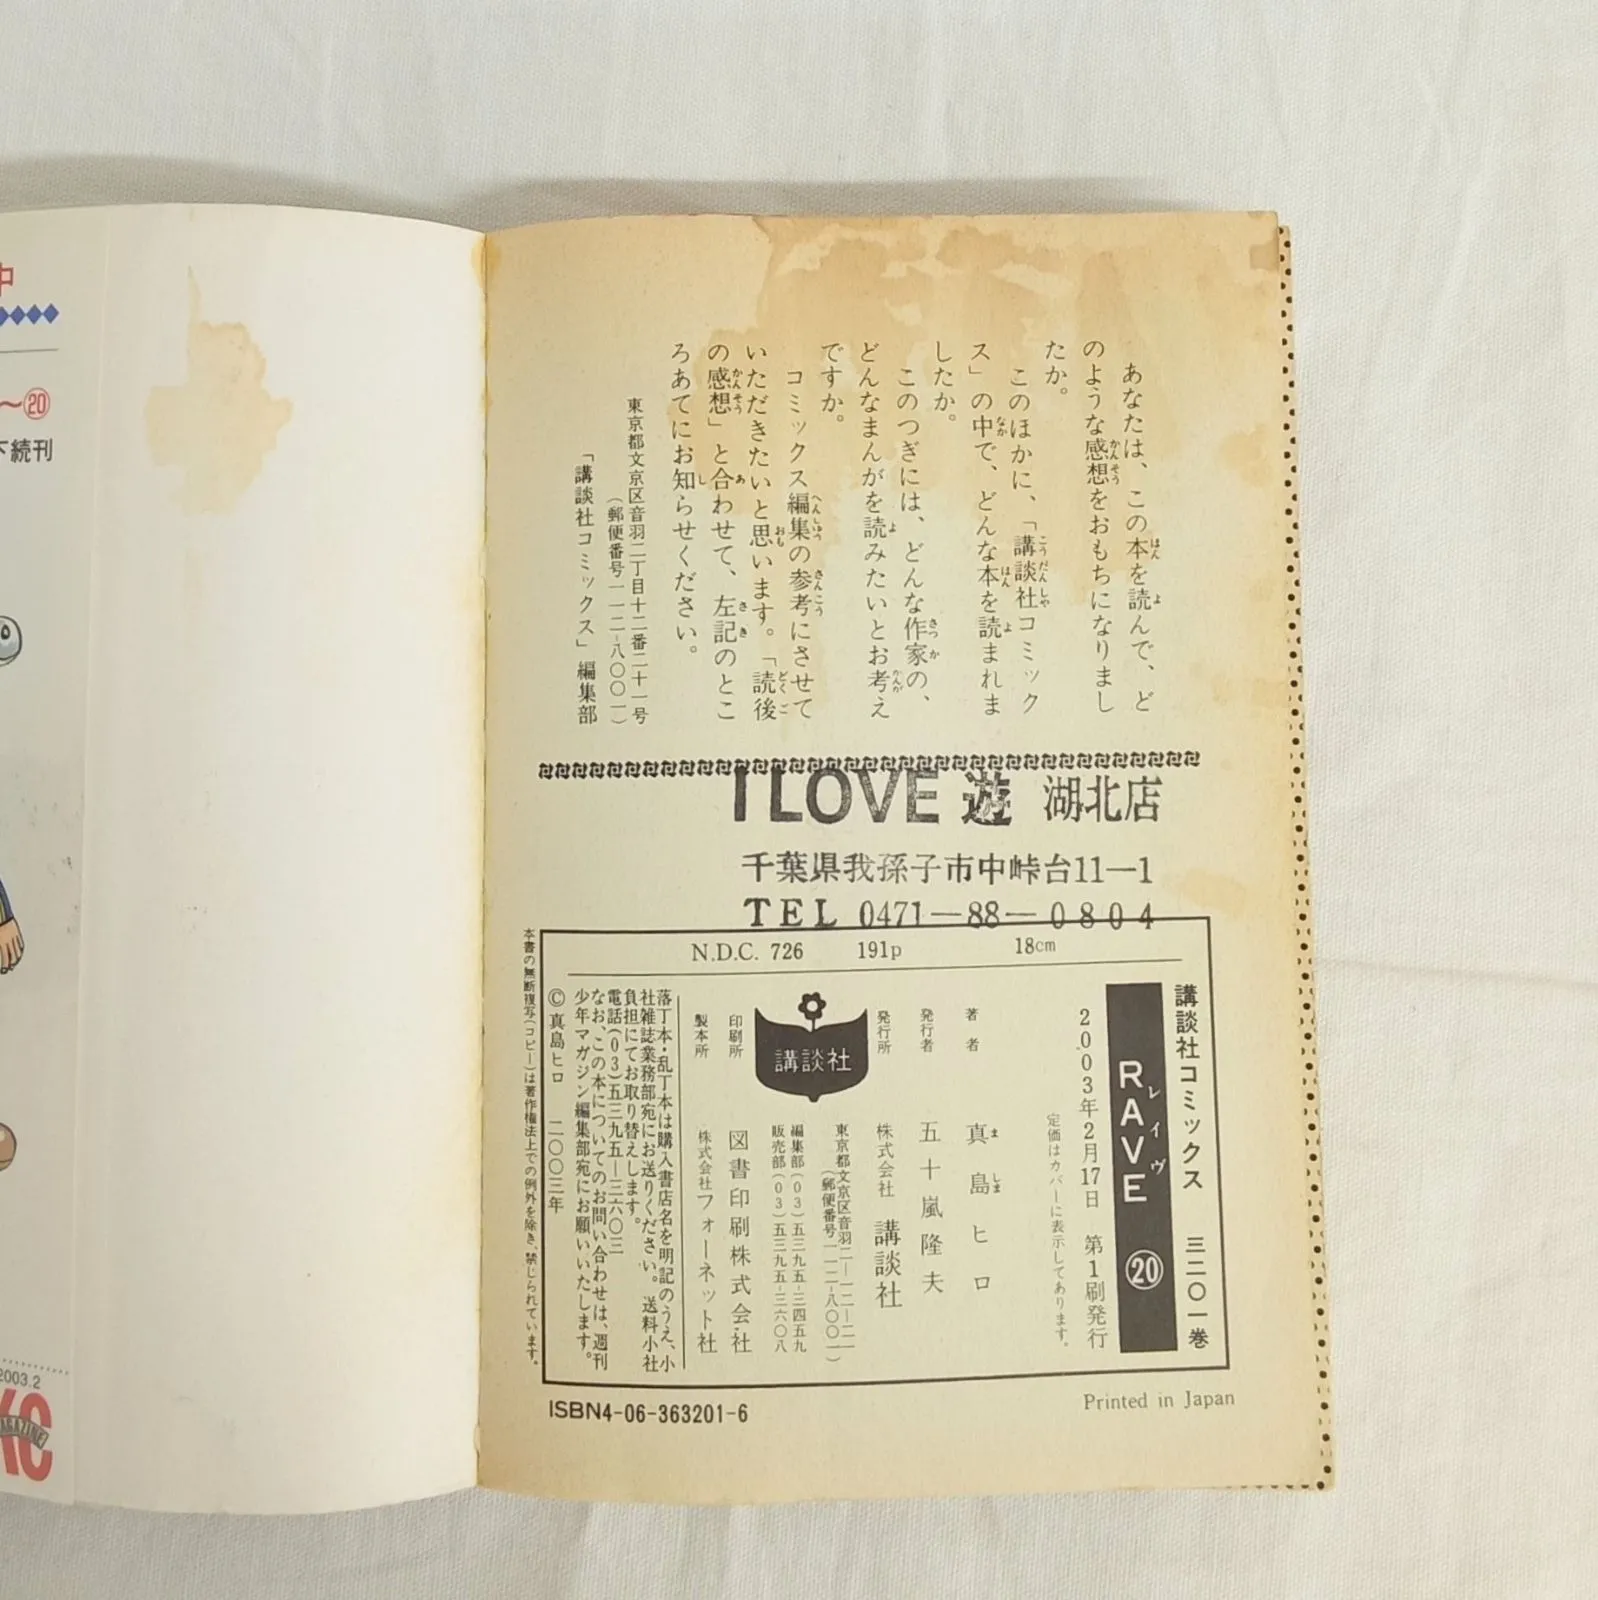 中
～⑳
下続刊
2003.2
KC
MAGAZINE
あなたは、この本を読んで、ど
のような感想をおもちになりまし
たか。
このほかに、「講談社コミック
ス」の中で、どんな本を読まれま
したか。
このつぎには、どんな作家の、
どんなまんがを読みたいとお考え
ですか。
コミックス編集の参考にさせて
いただきたいと思います。「読後
の感想」と合わせて、左記のとこ
ろあてにお知らせください。
東京都文京区音羽二丁目十二番二十一号
(郵便番号一一二-八〇〇一)
「講談社コミックス」編集部
I LOVE 遊 湖北店
千葉県我孫子市中峠台11ー1
TEL 0471ー88ー0804
N.D.C. 726 191p 18cm
講談社コミックス 三二〇一巻
RAVE ⑳
レイヴ
2003年2月17日 第1刷発行
定価はカバーに表示してあります。
著者 真島ヒロ
発行者 五十嵐隆夫
発行所 株式会社 講談社
東京都文京区音羽二ー一二ー二一
(郵便番号一一二-八〇〇一)
編集部(03)五三九五-三四五九
販売部(03)五三九五-三六〇八
講談社
印刷所 図書印刷株式会社
製本所 株式会社フォーネット社
落丁本・乱丁本は購入書店名を明記のうえ、小
社雑誌業務部宛にお送りください。送料小社
負担にてお取り替えします。
電話(03)五三九五ー三六〇三
なお、この本についてのお問い合わせは、週刊
少年マガジン編集部宛にお願いいたします。
© 真島ヒロ 二〇〇三年
本書の無断複写(コピー)は著作権法上での例外を除き、禁じられています。
ISBN4-06-363201-6
Printed in Japan